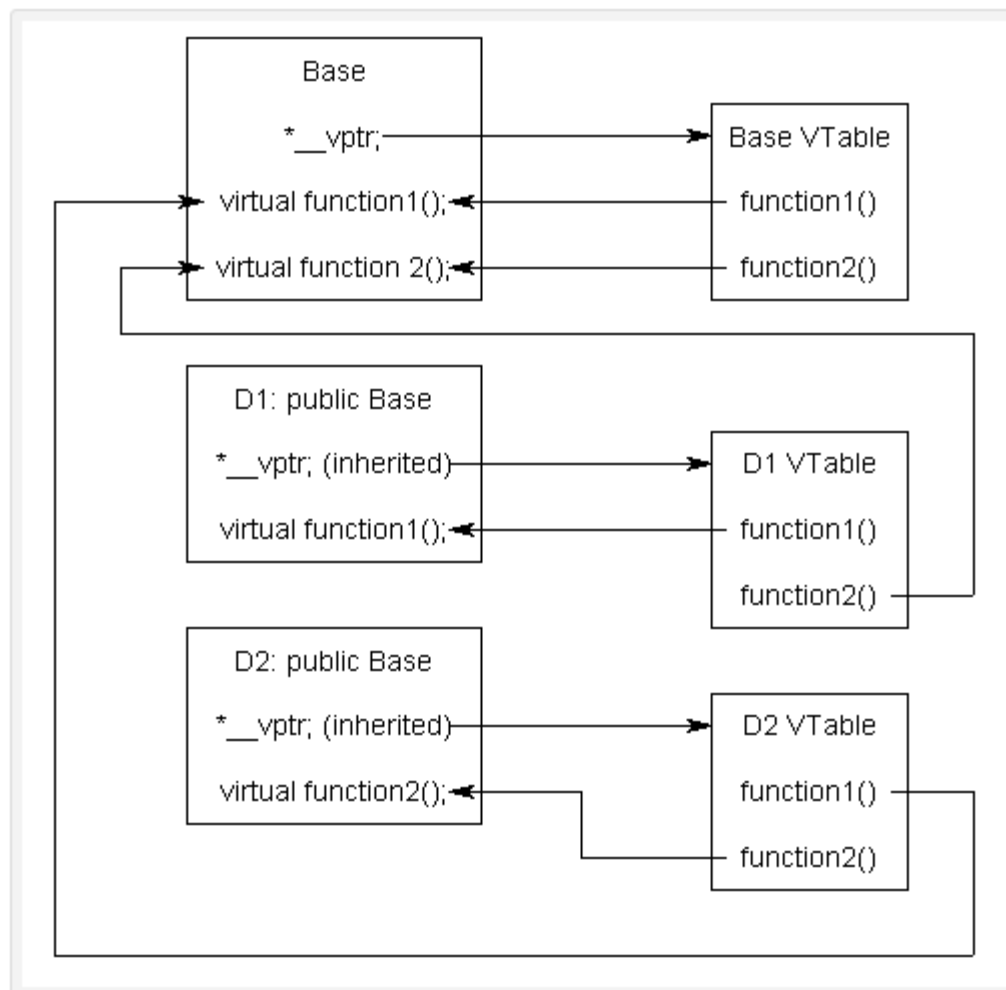 Base
*__vptr;
Base VTable
virtual function1();
function1()
virtual function 2();
function2()
D1: public Base
*__vptr; (inherited)
D1 VTable
virtual function1();
function1()
function2()
D2: public Base
*__vptr; (inherited)
D2 VTable
virtual function2();
function1()
function2()